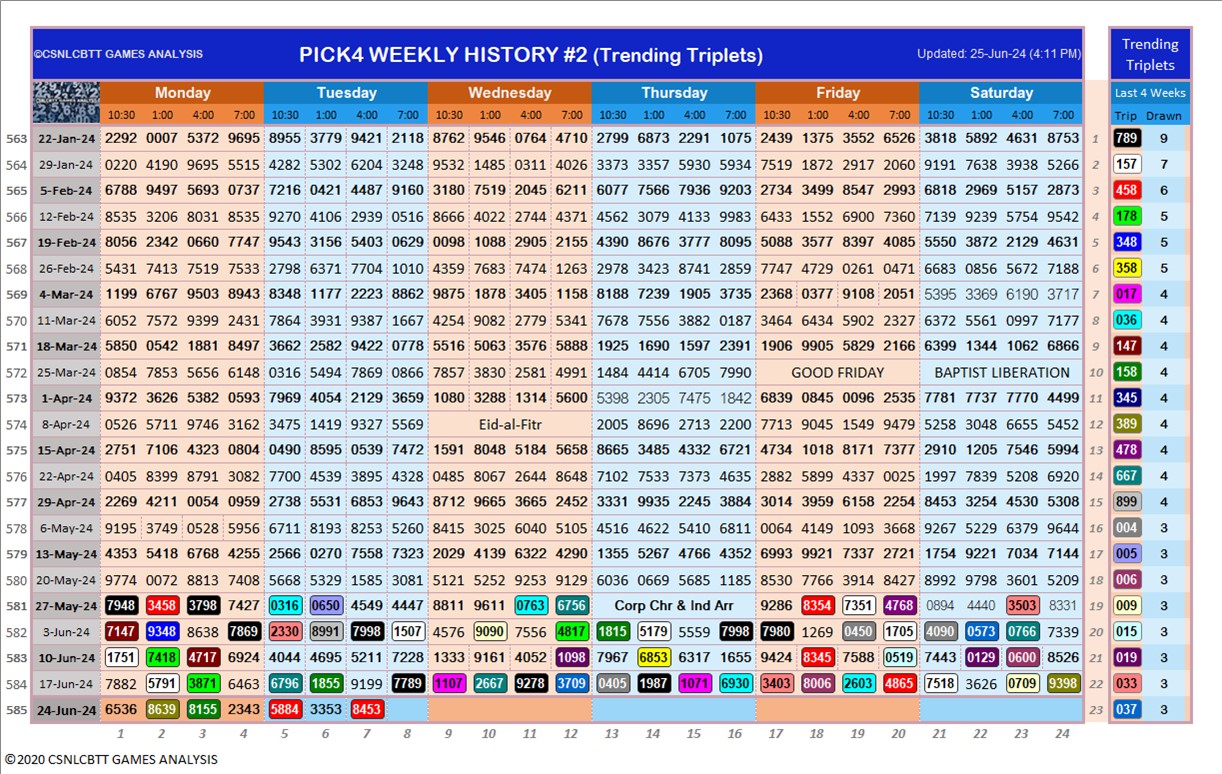 ©CSNLCBTT GAMES ANALYSIS PICK4 WEEKLY HISTORY #2 (Trending Triplets) Updated: 25-Jun-24 (4:11 PM) Trending
Triplets
Monday Tuesday Wednesday Thursday Friday Saturday Last 4 Weeks
10:30 1:00 4:00 7:00 10:30 1:00 4:00 7:00 10:30 1:00 4:00 7:00 10:30 1:00 4:00 7:00 10:30 1:00 4:00 7:00 10:30 1:00 4:00 7:00 Trip Drawn
563 22-Jan-24 2292 0007 5372 9695 8955 3779 9421 2118 8762 9546 0764 4710 2799 6873 2291 1075 2439 1375 3552 6526 3818 5892 4631 8753 1 789 9
564 29-Jan-24 0220 4190 9695 5515 4282 5302 6204 3248 9532 1485 0311 4026 3373 3357 5930 5934 7519 1872 2917 2060 9191 7638 3938 5266 2 157 7
565 5-Feb-24 6788 9497 5693 0737 7216 0421 4487 9160 3180 7519 2045 6211 6077 7566 7936 9203 2734 3499 8547 2993 6818 2969 5157 2873 3 458 6
566 12-Feb-24 8535 3206 8031 8535 9270 4106 2939 0516 8666 4022 2744 4371 4562 3079 4133 9983 6433 1552 6900 7360 7139 9239 5754 9542 4 178 5
567 19-Feb-24 8056 2342 0660 7747 9543 3156 5403 0629 0098 1088 2905 2155 4390 8676 3777 8095 5088 3577 8397 4085 5550 3872 2129 4631 5 348 5
568 26-Feb-24 5431 7413 7519 7533 2798 6371 7704 1010 4359 7683 7474 1263 2978 3423 8741 2859 7747 4729 0261 0471 6683 0856 5672 7188 6 358 5
569 4-Mar-24 1199 6767 9503 8943 8348 1177 2223 8862 9875 1878 3405 1158 8188 7239 1905 3735 2368 0377 9108 2051 5395 3369 6190 3717 7 017 4
570 11-Mar-24 6052 7572 9399 2431 7864 3931 9387 1667 4254 9082 2779 5341 7678 7556 3882 0187 3464 6434 5902 2327 6372 5561 0997 7177 8 036 4
571 18-Mar-24 5850 0542 1881 8497 3662 2582 9422 0778 9516 5063 3576 5888 1925 1690 1597 2391 1906 9905 5829 2166 6399 1344 1062 6866 9 147 4
572 25-Mar-24 0854 7853 5656 6148 0316 5494 7869 0866 7857 3830 2581 4991 1484 4414 6705 7990 GOOD FRIDAY BAPTIST LIBERATION 10 158 4
573 1-Apr-24 9372 3626 5382 0593 7969 4054 2129 3659 1080 3288 1314 5600 5398 2305 7475 1842 6839 0845 0096 2535 7781 7737 7770 4499 11 345 4
574 8-Apr-24 0526 5711 9746 3162 3475 1419 9327 5569 Eid-al-Fitr 2005 8696 2713 2200 7713 9045 1549 9479 5258 3048 6655 5452 12 389 4
575 15-Apr-24 2751 7106 4323 0804 0490 8595 0539 7472 1591 8048 5184 5658 8665 3485 4332 6721 4734 1018 8171 7377 2910 1205 7546 5994 13 478 4
576 22-Apr-24 0405 8399 8791 3082 7700 4539 3895 4326 0485 8067 2644 8648 7102 7533 7373 4635 2882 5899 4337 0025 1997 7839 5208 6920 14 667 4
577 29-Apr-24 2269 4211 0054 0959 2738 5531 6853 9643 8712 9665 3665 2452 3331 9935 2245 3884 3014 3959 6158 2254 8453 3254 4530 5308 15 899 4
578 6-May-24 9195 3749 0528 5956 6711 8193 8253 5260 8415 3025 6040 5105 4516 4622 5410 6811 0064 4149 1093 3668 9267 5229 6379 9644 16 004 3
579 13-May-24 4353 5418 6768 4255 2566 0270 7558 7323 2029 4139 6322 4290 1355 5267 4766 4352 6993 9921 7337 2721 1754 9221 7034 7144 17 005 3
580 20-May-24 9774 0072 8813 7408 5668 5329 1585 3081 5121 5252 9253 9129 6036 0669 5685 1185 8530 7766 3914 8427 8992 9798 3601 5209 18 006 3
581 27-May-24 7948 3458 3798 7427 0316 0650 4549 4447 8811 9611 0763 6756 Corp Chr & Ind Arr 9286 8354 7351 4768 0894 4440 3503 8331 19 009 3
582 3-Jun-24 7147 9348 8638 7869 2330 8991 7998 1507 4576 9090 7556 4817 1815 5179 5559 7998 7980 1269 0450 1705 4090 0573 0766 7339 20 015 3
583 10-Jun-24 1751 7418 4717 6924 4044 4695 5211 7228 1333 9161 4052 1098 7967 6853 6317 1655 9424 8345 7588 0519 7443 0129 0600 8526 21 019 3
584 17-Jun-24 7882 5791 3871 6463 6796 1855 9199 7789 1107 2667 9278 3709 0405 1987 1071 6930 3403 8006 2603 4865 7518 3626 0709 9398 22 033 3
585 24-Jun-24 6536 8639 8155 2343 5884 3353 8453 23 037 3
1 2 3 4 5 6 7 8 9 10 11 12 13 14 15 16 17 18 19 20 21 22 23 24
©2020 CSNLCBTT GAMES ANALYSIS